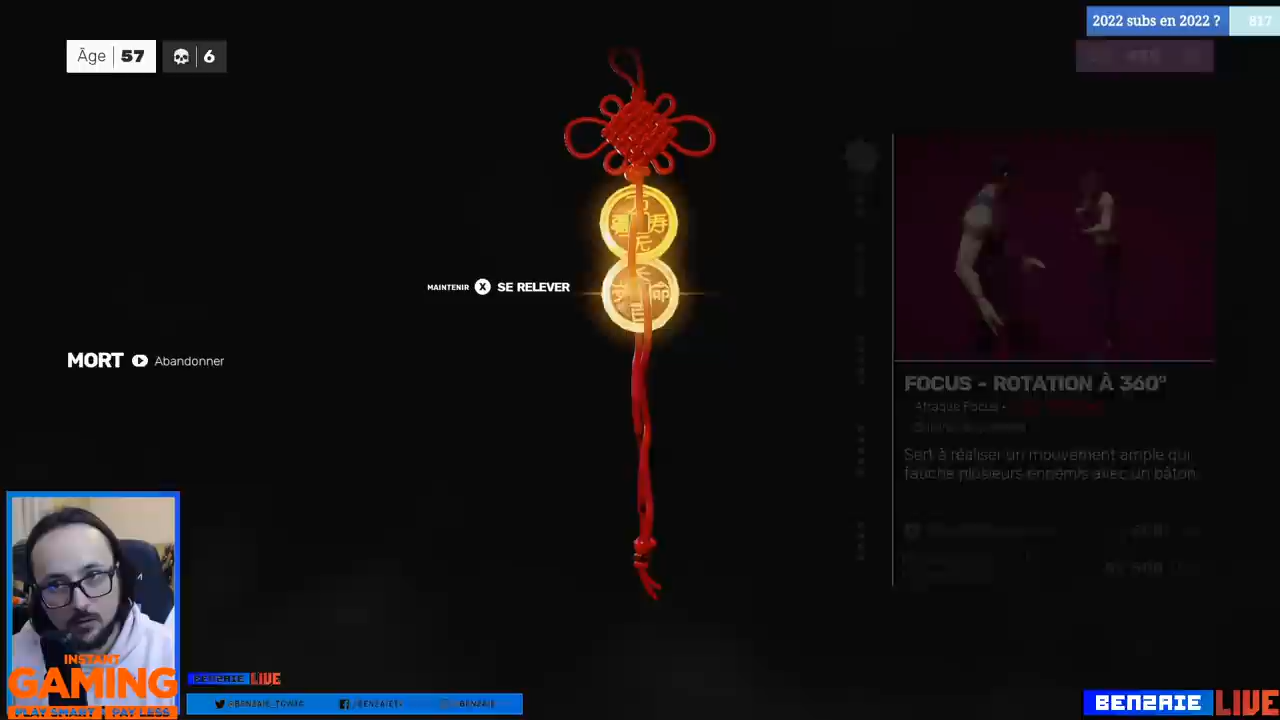 2022 subs en 2022 ? 817
Âge 57 6
MAINTENIR X SE RELEVER
MORT Abandonner
FOCUS - ROTATION À 360°
Attaque Focus -
Sert à réaliser un mouvement ample qui
fauche plusieurs ennemis avec un bâton.
INSTANT
GAMING
PLAY SMART PAY LESS
BENZAIE LIVE
BENZAIE LIVE